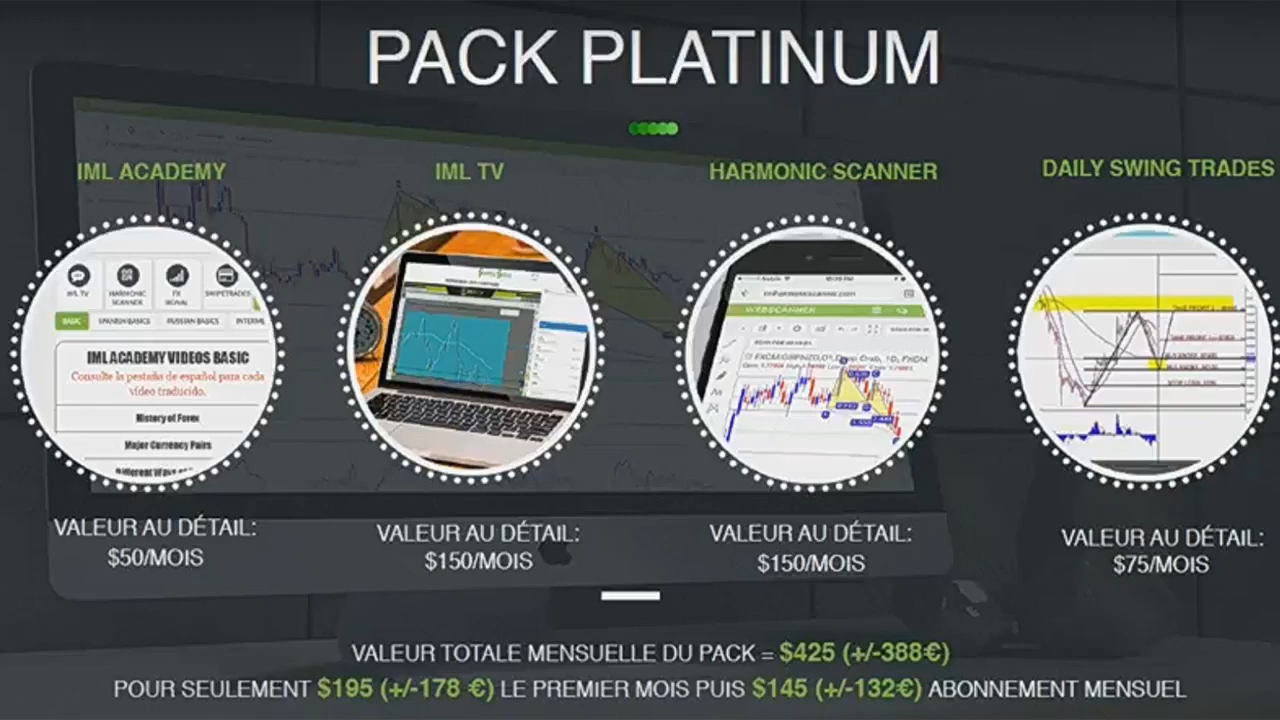 PACK PLATINUM
IML ACADEMY
IML TV
HARMONIC SCANNER
DAILY SWING TRADES
IML TV
HARMONIC SCANNER
FX SIGNAL
SWIPETRADES
BASIC
SPANISH BASICS
RUSSIAN BASICS
IML ACADEMY VIDEOS BASIC
Consulte la pestaña de español para cada
vídeo traducido.
History of Forex
Major Currency Pairs
WEBSCANNER
VALEUR AU DÉTAIL:
$50/MOIS
VALEUR AU DÉTAIL:
$150/MOIS
VALEUR AU DÉTAIL:
$150/MOIS
VALEUR AU DÉTAIL:
$75/MOIS
VALEUR TOTALE MENSUELLE DU PACK = $425 (+/-388€)
POUR SEULEMENT $195 (+/-178 €) LE PREMIER MOIS PUIS $145 (+/-132€) ABONNEMENT MENSUEL